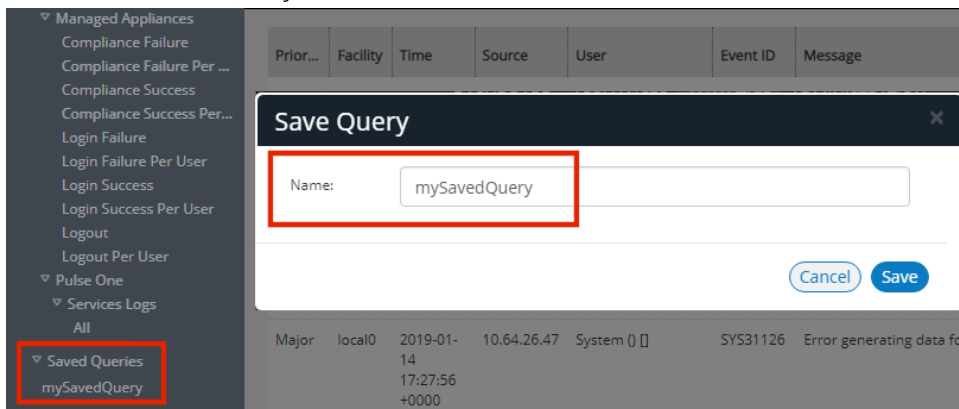 Managed Appliances
Compliance Failure
Compliance Failure Per ...
Compliance Success
Compliance Success Per...
Login Failure
Login Failure Per User
Login Success
Login Success Per User
Logout
Logout Per User
Pulse One
Services Logs
All
Saved Queries
mySavedQuery
Prior... Facility Time Source User Event ID Message
Save Query ×
Name: mySavedQuery
Cancel Save
Major local0 2019-01- 10.64.26.47 System () [] SYS31126 Error generating data fo
14
17:27:56
+0000